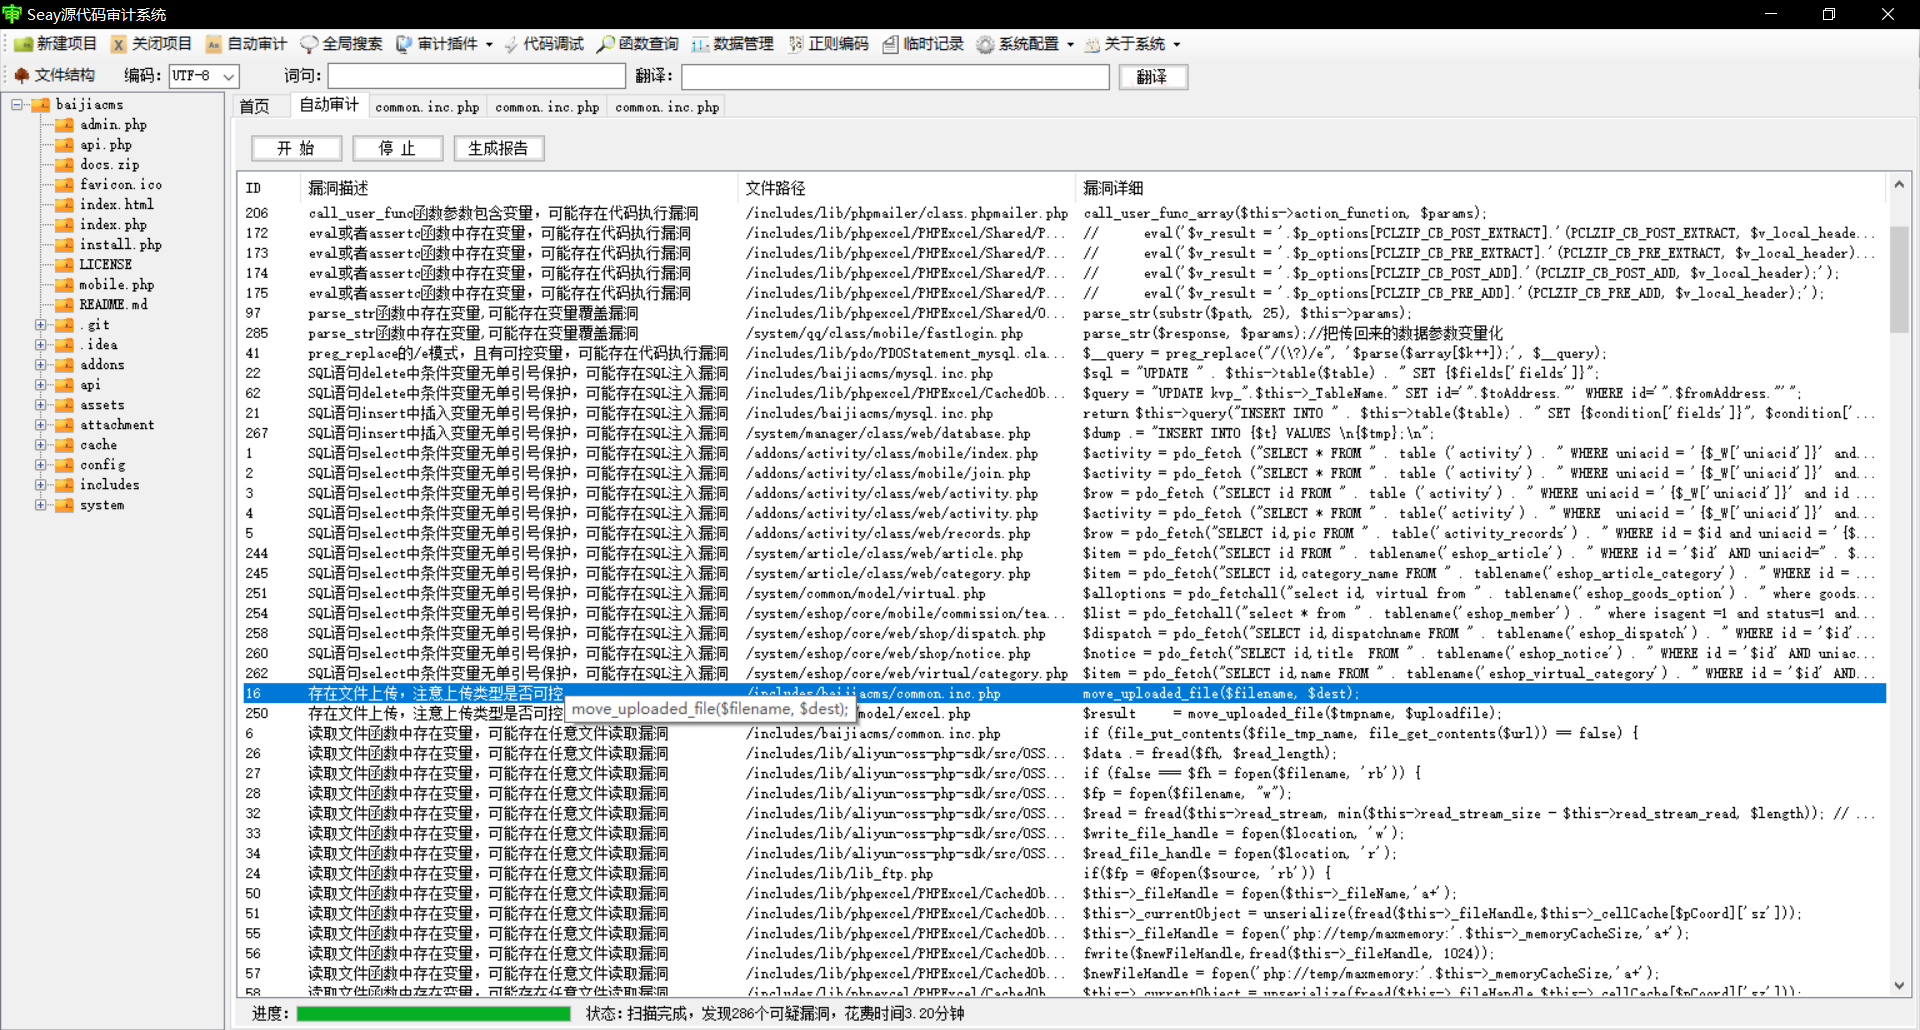 Seay源代码审计系统
新建项目 关闭项目 自动审计 全局搜索 审计插件 代码调试 函数查询 数据管理 正则编码 临时记录 系统配置 关于系统
文件结构 编码: UTF-8 词句: 翻译: 翻译
baijiacms
admin.php
api.php
docs.zip
favicon.ico
index.html
index.php
install.php
LICENSE
mobile.php
README.md
.git
.idea
addons
api
assets
attachment
cache
config
includes
system
首页 自动审计 common.inc.php common.inc.php common.inc.php
开 始 停 止 生成报告
ID 漏洞描述 文件路径 漏洞详细
206 call_user_func函数参数包含变量，可能存在代码执行漏洞 /includes/lib/phpmailer/class.phpmailer.php call_user_func_array($this->action_function, $params);
172 eval或者assertc函数中存在变量，可能存在代码执行漏洞 /includes/lib/phpexcel/PHPExcel/Shared/P... // eval('$v_result = '.$p_options[PCLZIP_CB_POST_EXTRACT].'(PCLZIP_CB_POST_EXTRACT, $v_local_heade...
173 eval或者assertc函数中存在变量，可能存在代码执行漏洞 /includes/lib/phpexcel/PHPExcel/Shared/P... // eval('$v_result = '.$p_options[PCLZIP_CB_PRE_EXTRACT].'(PCLZIP_CB_PRE_EXTRACT, $v_local_header)...
174 eval或者assertc函数中存在变量，可能存在代码执行漏洞 /includes/lib/phpexcel/PHPExcel/Shared/P... // eval('$v_result = '.$p_options[PCLZIP_CB_POST_ADD].'(PCLZIP_CB_POST_ADD, $v_local_header);');
175 eval或者assertc函数中存在变量，可能存在代码执行漏洞 /includes/lib/phpexcel/PHPExcel/Shared/P... // eval('$v_result = '.$p_options[PCLZIP_CB_PRE_ADD].'(PCLZIP_CB_PRE_ADD, $v_local_header);');
97 parse_str函数中存在变量,可能存在变量覆盖漏洞 /includes/lib/phpexcel/PHPExcel/Shared/O... parse_str(substr($path, 25), $this->params);
285 parse_str函数中存在变量,可能存在变量覆盖漏洞 /system/qq/class/mobile/fastlogin.php parse_str($response, $params);//把传回来的数据参数变量化
41 preg_replace的/e模式，且有可控变量，可能存在代码执行漏洞 /includes/lib/pdo/PDOStatement_mysql.cla... $__query = preg_replace("/(\?)/e", '$parse($array[$k++]);', $__query);
22 SQL语句delete中条件变量无单引号保护，可能存在SQL注入漏洞 /includes/baijiacms/mysql.inc.php $sql = "UPDATE " . $this->table($table) . " SET {$fields['fields']}";
62 SQL语句delete中条件变量无单引号保护，可能存在SQL注入漏洞 /includes/lib/phpexcel/PHPExcel/CachedOb... $query = "UPDATE kvp_".$this->_TableName." SET id='".$toAddress."' WHERE id='".$fromAddress."'";
21 SQL语句insert中插入变量无单引号保护，可能存在SQL注入漏洞 /includes/baijiacms/mysql.inc.php return $this->query("INSERT INTO " . $this->table($table) . " SET {$condition['fields']}", $condition['...
267 SQL语句insert中插入变量无单引号保护，可能存在SQL注入漏洞 /system/manager/class/web/database.php $dump .= "INSERT INTO {$t} VALUES \n{$tmp};\n";
1 SQL语句select中条件变量无单引号保护，可能存在SQL注入漏洞 /addons/activity/class/mobile/index.php $activity = pdo_fetch ("SELECT * FROM " . table ('activity') . " WHERE uniacid = '{$_W['uniacid']}' and...
2 SQL语句select中条件变量无单引号保护，可能存在SQL注入漏洞 /addons/activity/class/mobile/join.php $activity = pdo_fetch ("SELECT * FROM " . table ('activity') . " WHERE uniacid = '{$_W['uniacid']}' and...
3 SQL语句select中条件变量无单引号保护，可能存在SQL注入漏洞 /addons/activity/class/web/activity.php $row = pdo_fetch ("SELECT id FROM " . table ('activity') . " WHERE uniacid = '{$_W['uniacid']}' and id ...
4 SQL语句select中条件变量无单引号保护，可能存在SQL注入漏洞 /addons/activity/class/web/activity.php $activity = pdo_fetch ("SELECT * FROM " . table ('activity') . " WHERE  uniacid = '{$_W['uniacid']}' and...
5 SQL语句select中条件变量无单引号保护，可能存在SQL注入漏洞 /addons/activity/class/web/records.php $row = pdo_fetch("SELECT id,pic FROM " . table('activity_records') . " WHERE id = $id and uniacid = '{$...
244 SQL语句select中条件变量无单引号保护，可能存在SQL注入漏洞 /system/article/class/web/article.php $item = pdo_fetch("SELECT id FROM " . tablename('eshop_article') . " WHERE id = '$id' AND uniacid=" . $...
245 SQL语句select中条件变量无单引号保护，可能存在SQL注入漏洞 /system/article/class/web/category.php $item = pdo_fetch("SELECT id,category_name FROM " . tablename('eshop_article_category') . " WHERE id = ...
251 SQL语句select中条件变量无单引号保护，可能存在SQL注入漏洞 /system/common/model/virtual.php $alloptions = pdo_fetchall("select id, virtual from " . tablename('eshop_goods_option') . " where goods...
254 SQL语句select中条件变量无单引号保护，可能存在SQL注入漏洞 /system/eshop/core/mobile/commission/tea... $list = pdo_fetchall("select * from " . tablename('eshop_member') . " where isagent =1 and status=1 and...
258 SQL语句select中条件变量无单引号保护，可能存在SQL注入漏洞 /system/eshop/core/web/shop/dispatch.php $dispatch = pdo_fetch("SELECT id,dispatchname FROM " . tablename('eshop_dispatch') . " WHERE id = '$id'...
260 SQL语句select中条件变量无单引号保护，可能存在SQL注入漏洞 /system/eshop/core/web/shop/notice.php $notice = pdo_fetch("SELECT id,title  FROM " . tablename('eshop_notice') . " WHERE id = '$id' AND uniac...
262 SQL语句select中条件变量无单引号保护，可能存在SQL注入漏洞 /system/eshop/core/web/virtual/category.php $item = pdo_fetch("SELECT id,name FROM " . tablename('eshop_virtual_category') . " WHERE id = '$id' AND...
16 存在文件上传，注意上传类型是否可控 /includes/baijiacms/common.inc.php move_uploaded_file($filename, $dest);
move_uploaded_file($filename, $dest);
250 存在文件上传，注意上传类型是否可控 model/excel.php $result = move_uploaded_file($tmpname, $uploadfile);
6 读取文件函数中存在变量，可能存在任意文件读取漏洞 /includes/baijiacms/common.inc.php if (file_put_contents($file_tmp_name, file_get_contents($url)) == false) {
26 读取文件函数中存在变量，可能存在任意文件读取漏洞 /includes/lib/aliyun-oss-php-sdk/src/OSS... $data .= fread($fh, $read_length);
27 读取文件函数中存在变量，可能存在任意文件读取漏洞 /includes/lib/aliyun-oss-php-sdk/src/OSS... if (false === $fh = fopen($filename, 'rb')) {
28 读取文件函数中存在变量，可能存在任意文件读取漏洞 /includes/lib/aliyun-oss-php-sdk/src/OSS... $fp = fopen($filename, "w");
32 读取文件函数中存在变量，可能存在任意文件读取漏洞 /includes/lib/aliyun-oss-php-sdk/src/OSS... $read = fread($this->read_stream, min($this->read_stream_size - $this->read_stream_read, $length)); // ...
33 读取文件函数中存在变量，可能存在任意文件读取漏洞 /includes/lib/aliyun-oss-php-sdk/src/OSS... $write_file_handle = fopen($location, 'w');
34 读取文件函数中存在变量，可能存在任意文件读取漏洞 /includes/lib/aliyun-oss-php-sdk/src/OSS... $read_file_handle = fopen($location, 'r');
24 读取文件函数中存在变量，可能存在任意文件读取漏洞 /includes/lib/lib_ftp.php if($fp = @fopen($source, 'rb')) {
50 读取文件函数中存在变量，可能存在任意文件读取漏洞 /includes/lib/phpexcel/PHPExcel/CachedOb... $this->_fileHandle = fopen($this->_fileName,'a+');
51 读取文件函数中存在变量，可能存在任意文件读取漏洞 /includes/lib/phpexcel/PHPExcel/CachedOb... $this->_currentObject = unserialize(fread($this->_fileHandle,$this->_cellCache[$pCoord]['sz']));
55 读取文件函数中存在变量，可能存在任意文件读取漏洞 /includes/lib/phpexcel/PHPExcel/CachedOb... $this->_fileHandle = fopen('php://temp/maxmemory:'.$this->_memoryCacheSize,'a+');
56 读取文件函数中存在变量，可能存在任意文件读取漏洞 /includes/lib/phpexcel/PHPExcel/CachedOb... fwrite($newFileHandle,fread($this->_fileHandle, 1024));
57 读取文件函数中存在变量，可能存在任意文件读取漏洞 /includes/lib/phpexcel/PHPExcel/CachedOb... $newFileHandle = fopen('php://temp/maxmemory:'.$this->_memoryCacheSize,'a+');
58 读取文件函数中存在变量，可能存在任意文件读取漏洞 /includes/lib/phpexcel/PHPExcel/CachedOb... $this->_currentObject = unserialize(fread($this->_fileHandle,$this->_cellCache[$pCoord]['sz']));
进度: 状态:扫描完成，发现286个可疑漏洞，花费时间3.20分钟